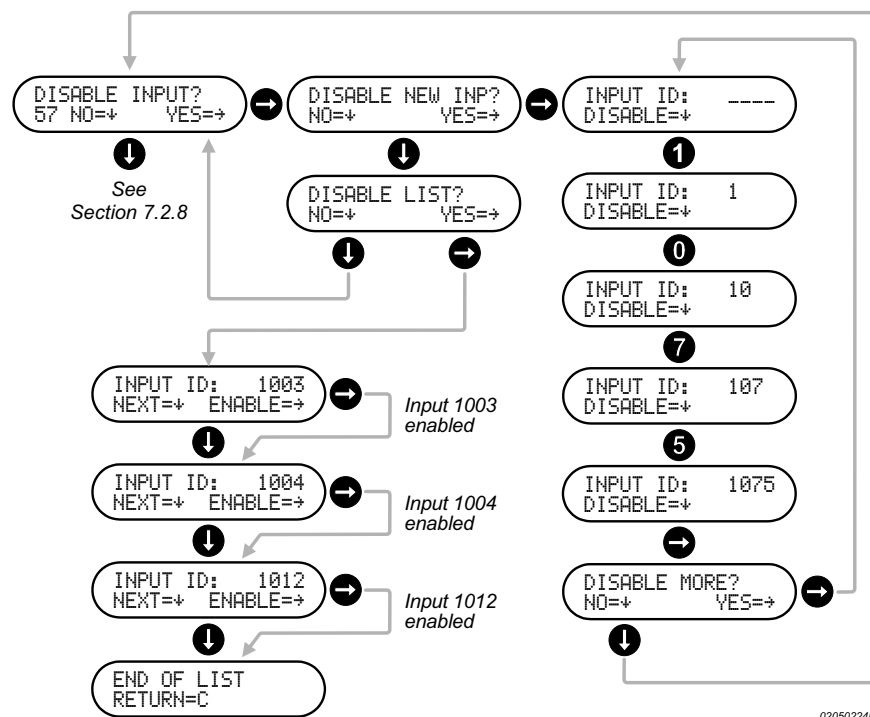 DISABLE INPUT?
57 NO=↓ YES=→
See
Section 7.2.8
DISABLE NEW INP?
NO=↓ YES=→
DISABLE LIST?
NO=↓ YES=→
INPUT ID: 1003
NEXT=↓ ENABLE=→
Input 1003
enabled
INPUT ID: 1004
NEXT=↓ ENABLE=→
Input 1004
enabled
INPUT ID: 1012
NEXT=↓ ENABLE=→
Input 1012
enabled
END OF LIST
RETURN=C
INPUT ID: ----
DISABLE=↓
1
INPUT ID: 1
DISABLE=↓
0
INPUT ID: 10
DISABLE=↓
7
INPUT ID: 107
DISABLE=↓
5
INPUT ID: 1075
DISABLE=↓
DISABLE MORE?
NO=↓ YES=→